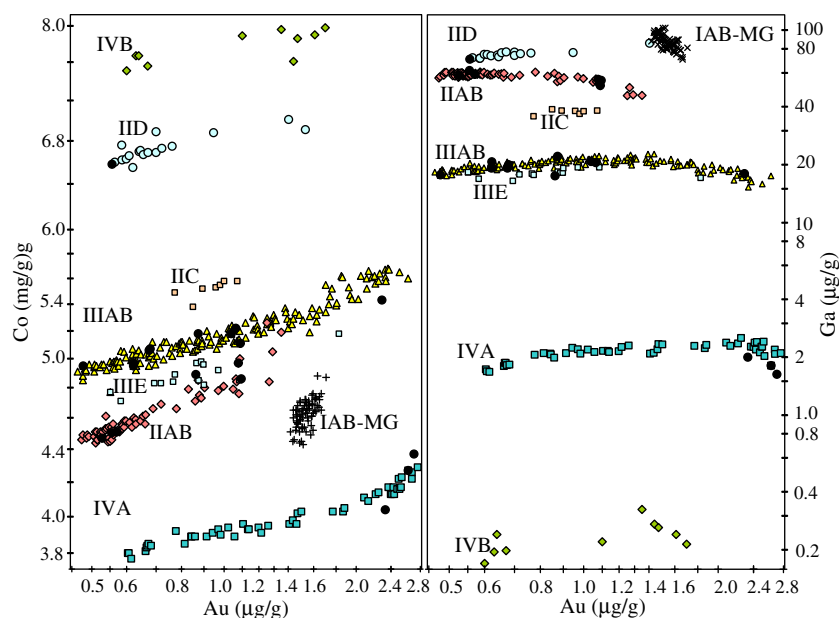 8.0
6.8
6.0
5.4
5.0
4.4
4.0
3.8
Co (mg/g)g
IVB
IID
IIC
IIIAB
IIIE
IIAB
IAB-MG
IVA
0.5 0.6 0.8 1.0 1.2 1.4 1.6 2.0 2.4 2.8
Au (µg/g)
IID
IAB-MG
IIAB
IIC
IIIAB
IIIE
IVA
IVB
100
80
40
20
10
8
4
2
1.0
0.8
0.4
0.2
Ga (µg/g)
0.5 0.6 0.8 1.0 1.2 1.4 1.6 2.0 2.4 2.8
Au (µg/g)